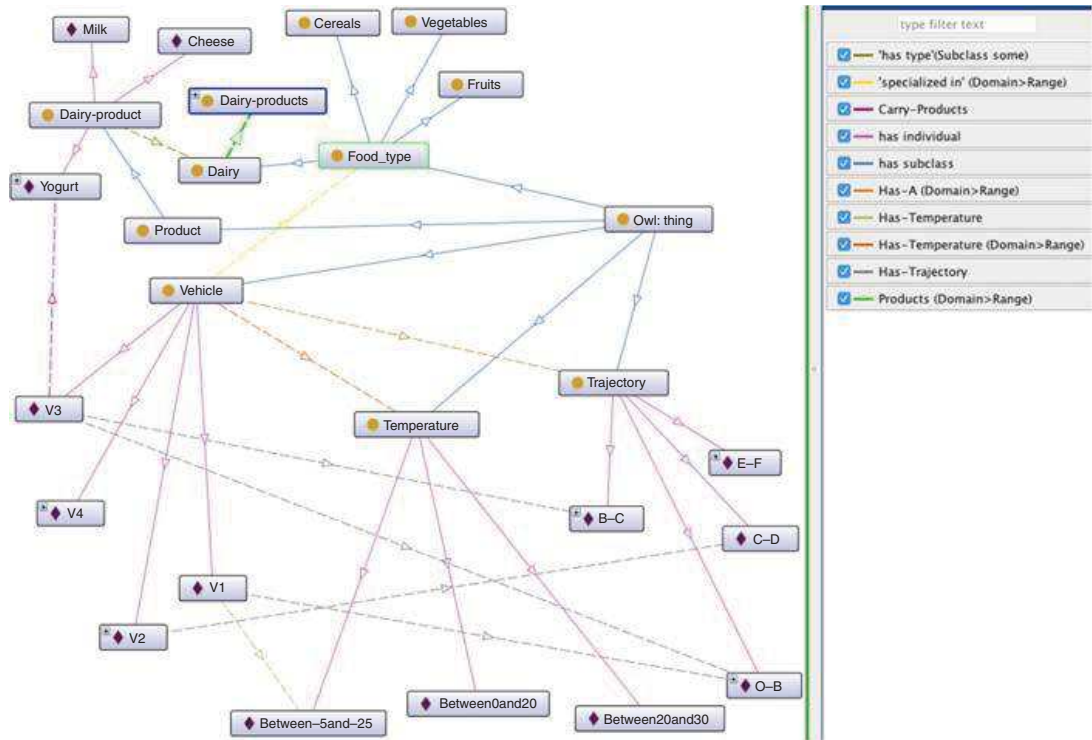 Milk
Cheese
Cereals
Vegetables
Fruits
Dairy-product
Dairy-products
Food_type
Dairy
Yogurt
Product
Owl: thing
Vehicle
Trajectory
V3
Temperature
E–F
V4
B–C
C–D
V1
V2
O–B
Between0and20
Between–5and–25
Between20and30
type filter text
'has type'(Subclass some)
'specialized in' (Domain>Range)
Carry-Products
has individual
has subclass
Has-A (Domain>Range)
Has-Temperature
Has-Temperature (Domain>Range)
Has-Trajectory
Products (Domain>Range)